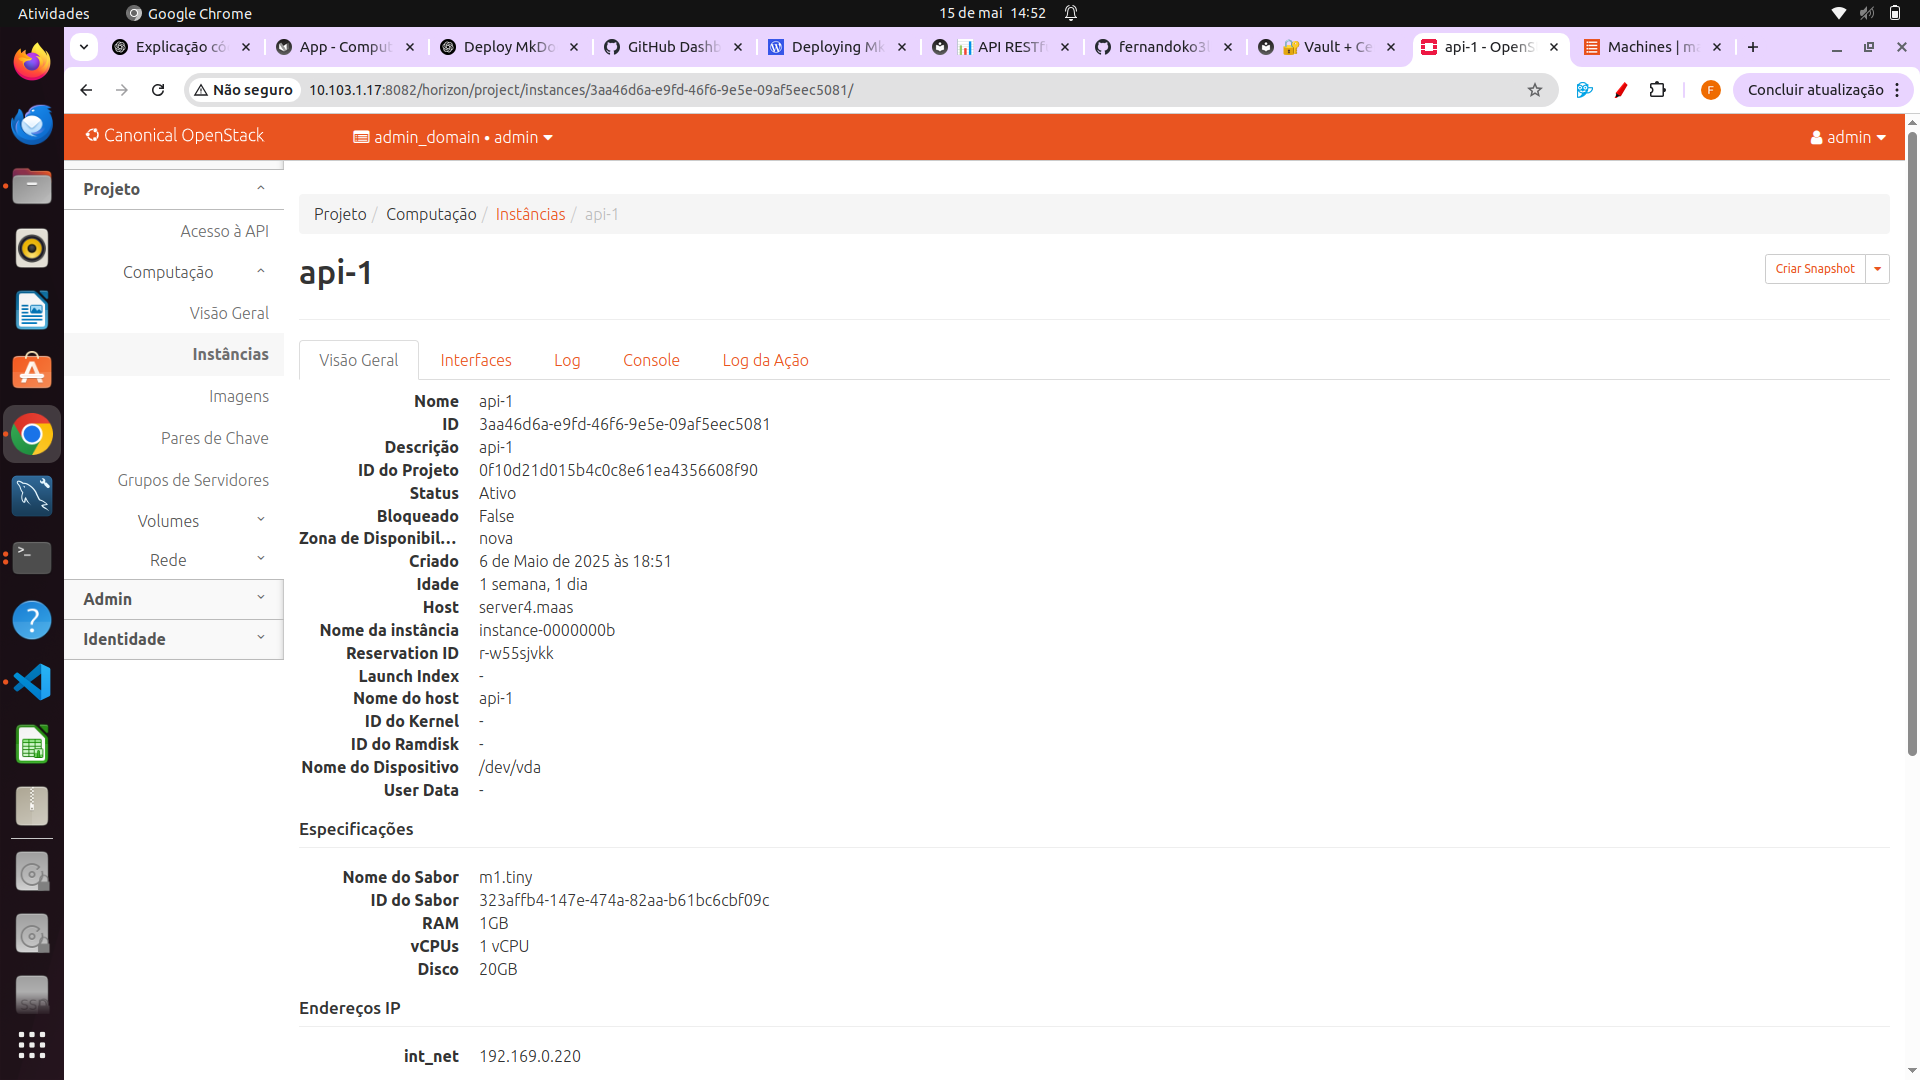 Atividades
Google Chrome
15 de mai 14:52
Explicação có
App - Comput
Deploy MkDo
GitHub Dashb
Deploying Mk
API RESTf
fernandoko3
Vault + Ce
api-1 - OpenS
Machines | ma
Não seguro
10.103.1.17:8082/horizon/project/instances/3aa46d6a-e9fd-46f6-9e5e-09af5eec5081/
F
Concluir atualização
Canonical OpenStack
admin_domain • admin
admin
Projeto
Acesso à API
Computação
Visão Geral
Instâncias
Imagens
Pares de Chave
Grupos de Servidores
Volumes
Rede
Admin
Identidade
Projeto / Computação / Instâncias / api-1
api-1
Criar Snapshot
Visão Geral
Interfaces
Log
Console
Log da Ação
Nome api-1
ID 3aa46d6a-e9fd-46f6-9e5e-09af5eec5081
Descrição api-1
ID do Projeto 0f10d21d015b4c0c8e61ea4356608f90
Status Ativo
Bloqueado False
Zona de Disponibil... nova
Criado 6 de Maio de 2025 às 18:51
Idade 1 semana, 1 dia
Host server4.maas
Nome da instância instance-0000000b
Reservation ID r-w55sjvkk
Launch Index -
Nome do host api-1
ID do Kernel -
ID do Ramdisk -
Nome do Dispositivo /dev/vda
User Data -
Especificações
Nome do Sabor m1.tiny
ID do Sabor 323affb4-147e-474a-82aa-b61bc6cbf09c
RAM 1GB
vCPUs 1 vCPU
Disco 20GB
Endereços IP
int_net 192.169.0.220